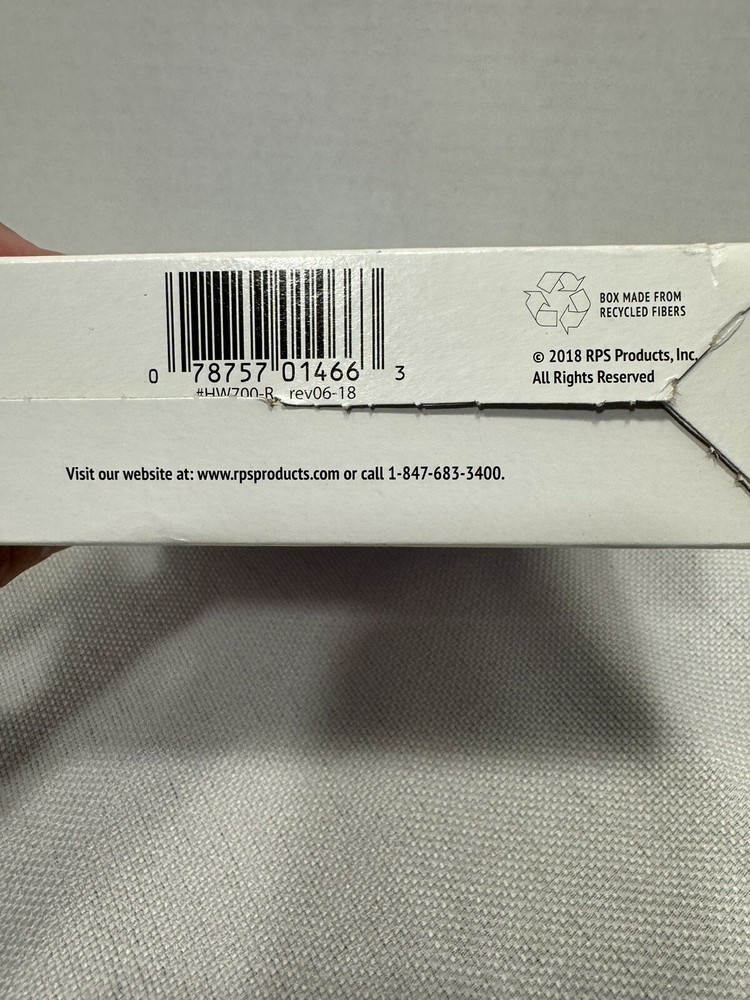 0 78757 01466 3
#HW700-R rev06-18
BOX MADE FROM
RECYCLED FIBERS
© 2018 RPS Products, Inc.
All Rights Reserved
Visit our website at: www.rpsproducts.com or call 1-847-683-3400.